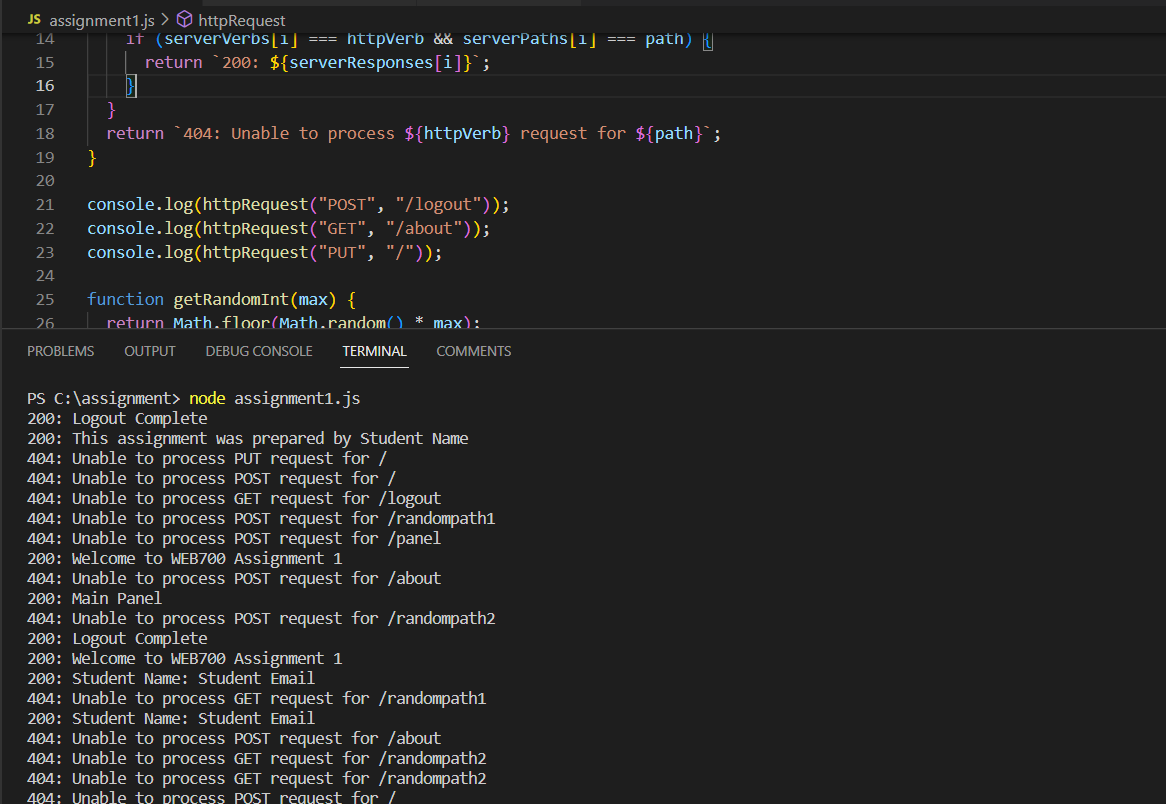 JS assignment1.js > httpRequest
14 if (serverVerbs[i] === httpVerb && serverPaths[i] === path) {
15 return `200: ${serverResponses[i]}`;
16 }
17 }
18 return `404: Unable to process ${httpVerb} request for ${path}`;
19 }
20
21 console.log(httpRequest("POST", "/logout"));
22 console.log(httpRequest("GET", "/about"));
23 console.log(httpRequest("PUT", "/"));
24
25 function getRandomInt(max) {
26 return Math.floor(Math.random() * max);
PROBLEMS OUTPUT DEBUG CONSOLE TERMINAL COMMENTS
PS C:\assignment> node assignment1.js
200: Logout Complete
200: This assignment was prepared by Student Name
404: Unable to process PUT request for /
404: Unable to process POST request for /
404: Unable to process GET request for /logout
404: Unable to process POST request for /randompath1
404: Unable to process POST request for /panel
200: Welcome to WEB700 Assignment 1
404: Unable to process POST request for /about
200: Main Panel
404: Unable to process POST request for /randompath2
200: Logout Complete
200: Welcome to WEB700 Assignment 1
200: Student Name: Student Email
404: Unable to process GET request for /randompath1
200: Student Name: Student Email
404: Unable to process POST request for /about
404: Unable to process GET request for /randompath2
404: Unable to process GET request for /randompath2
404: Unable to process POST request for /